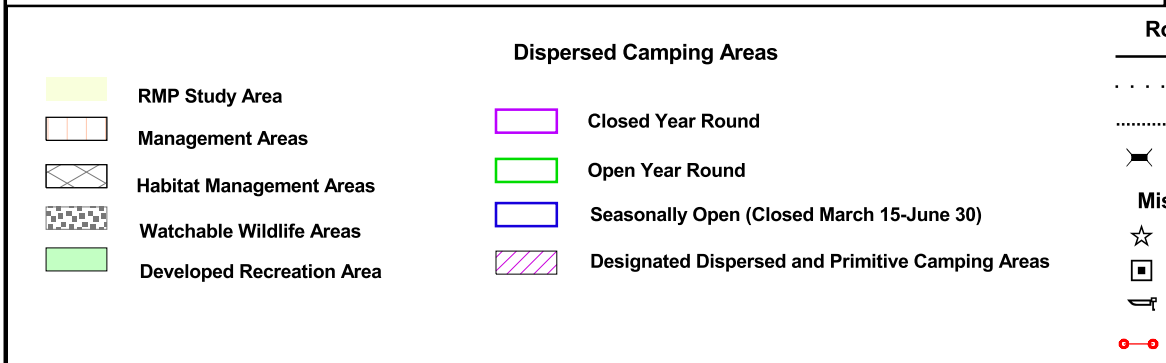 RMP Study Area
Management Areas
Habitat Management Areas
Watchable Wildlife Areas
Developed Recreation Area
Dispersed Camping Areas
Closed Year Round
Open Year Round
Seasonally Open (Closed March 15-June 30)
Designated Dispersed and Primitive Camping Areas